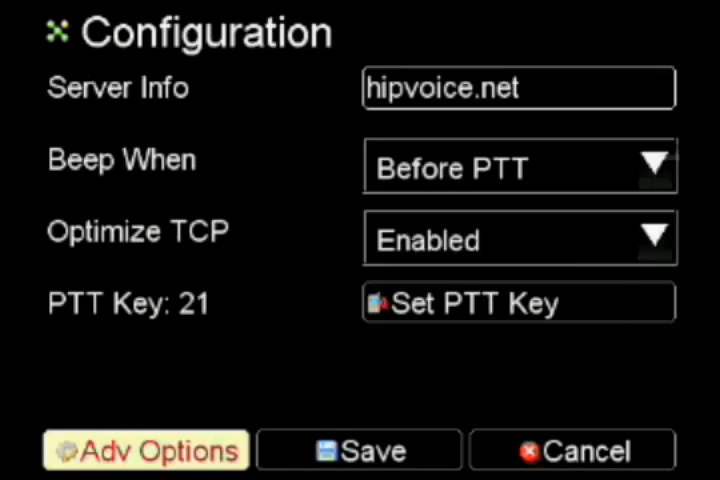 Configuration
Server Info
hipvoice.net
Beep When
Before PTT
Optimize TCP
Enabled
PTT Key: 21
Set PTT Key
Adv Options
Save
Cancel